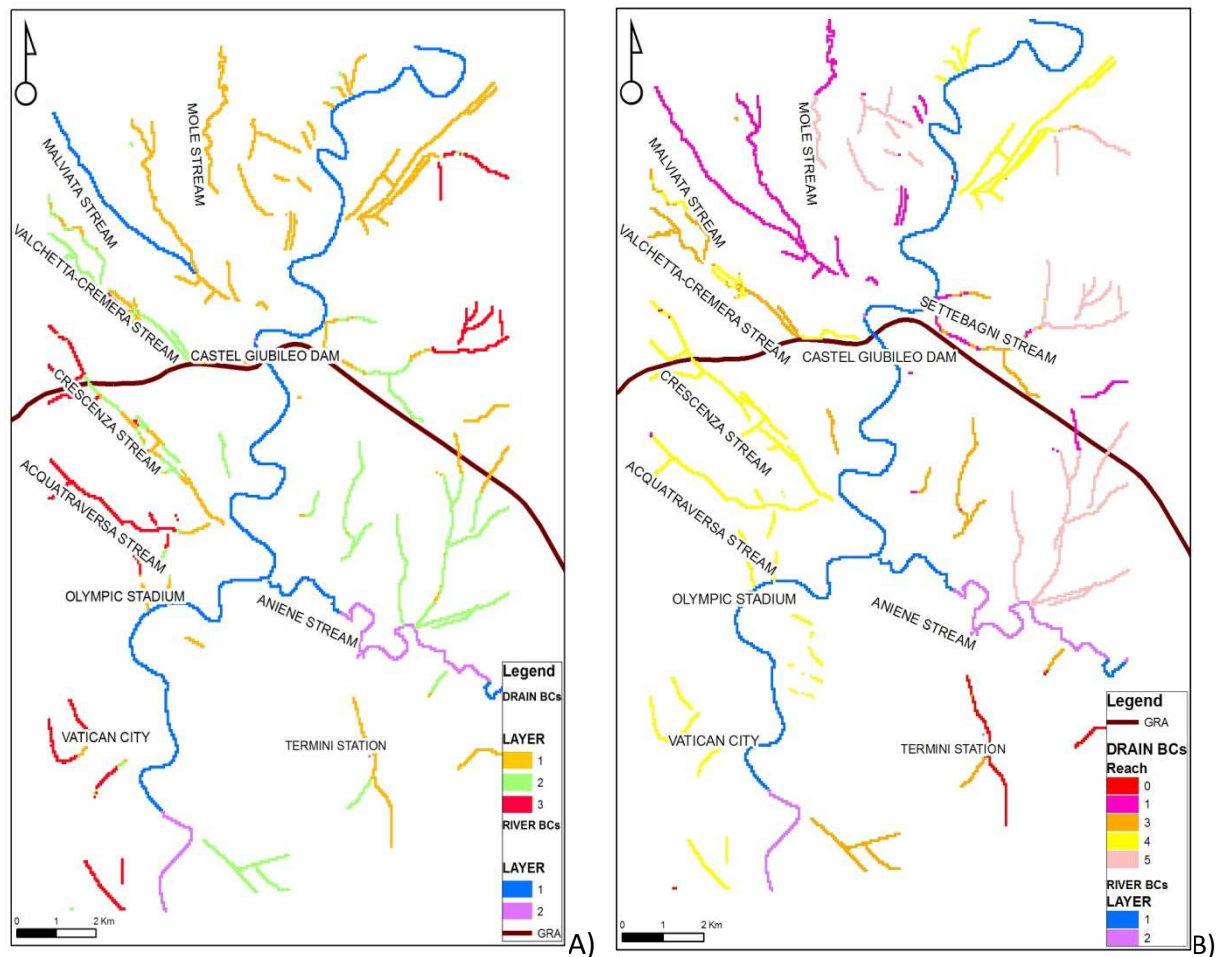 MOLE STREAM
MALVIATA STREAM
VALCHETTA-CREMERA STREAM
CASTEL GIUBILEO DAM
CRESCENZA STREAM
ACQUATRAVERSA STREAM
OLYMPIC STADIUM
ANIENE STREAM
VATICAN CITY
TERMINI STATION
Legend
DRAIN BCs
LAYER
1
2
3
RIVER BCs
LAYER
1
2
GRA
0 1 2 Km
A)
MOLE STREAM
MALVIATA STREAM
VALCHETTA-CREMERA STREAM
SETTEBAGNI STREAM
CASTEL GIUBILEO DAM
CRESCENZA STREAM
ACQUATRAVERSA STREAM
OLYMPIC STADIUM
ANIENE STREAM
VATICAN CITY
TERMINI STATION
Legend
GRA
DRAIN BCs
Reach
0
1
3
4
5
RIVER BCs
LAYER
1
2
0 1 2 Km
B)